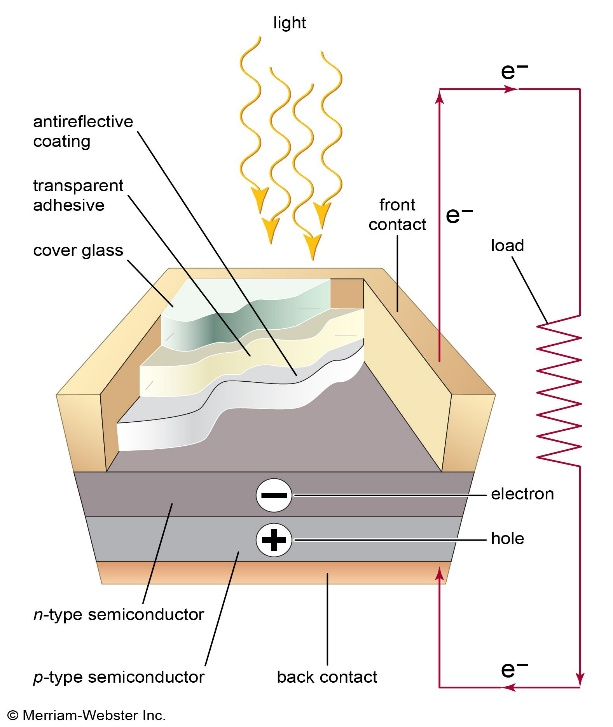 light
e⁻
antireflective
coating
transparent
adhesive
front
contact
e⁻
cover glass
load
electron
hole
n-type semiconductor
p-type semiconductor
back contact
e⁻
© Merriam-Webster Inc.